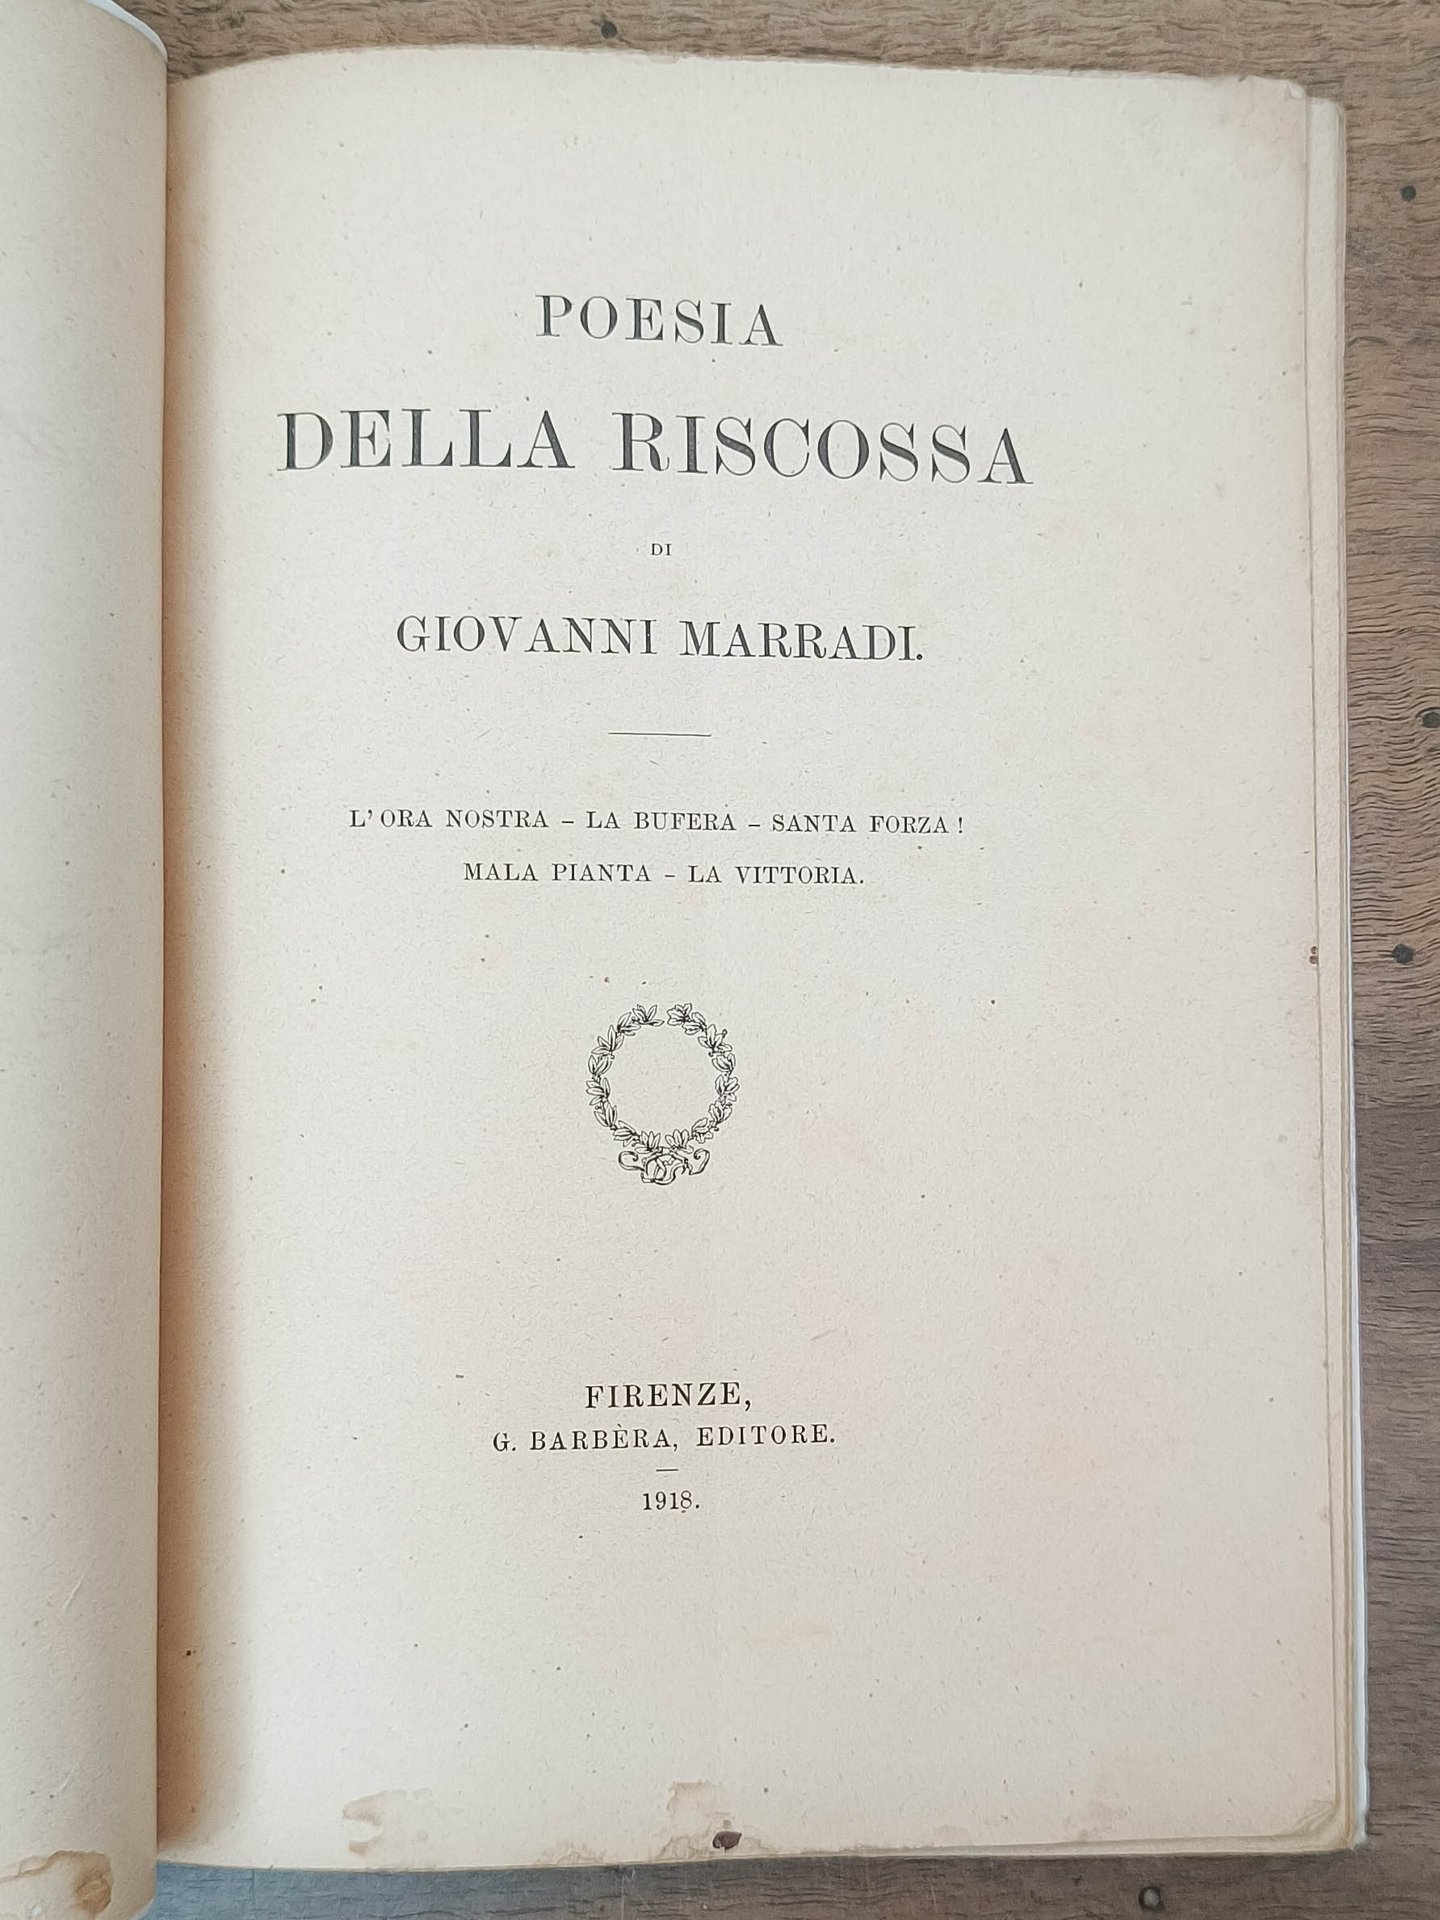 POESIA
DELLA RISCOSSA
DI
GIOVANNI MARRADI.
L'ORA NOSTRA – LA BUFERA – SANTA FORZA!
MALA PIANTA – LA VITTORIA.
FIRENZE,
G. BARBÈRA, EDITORE.
1918.